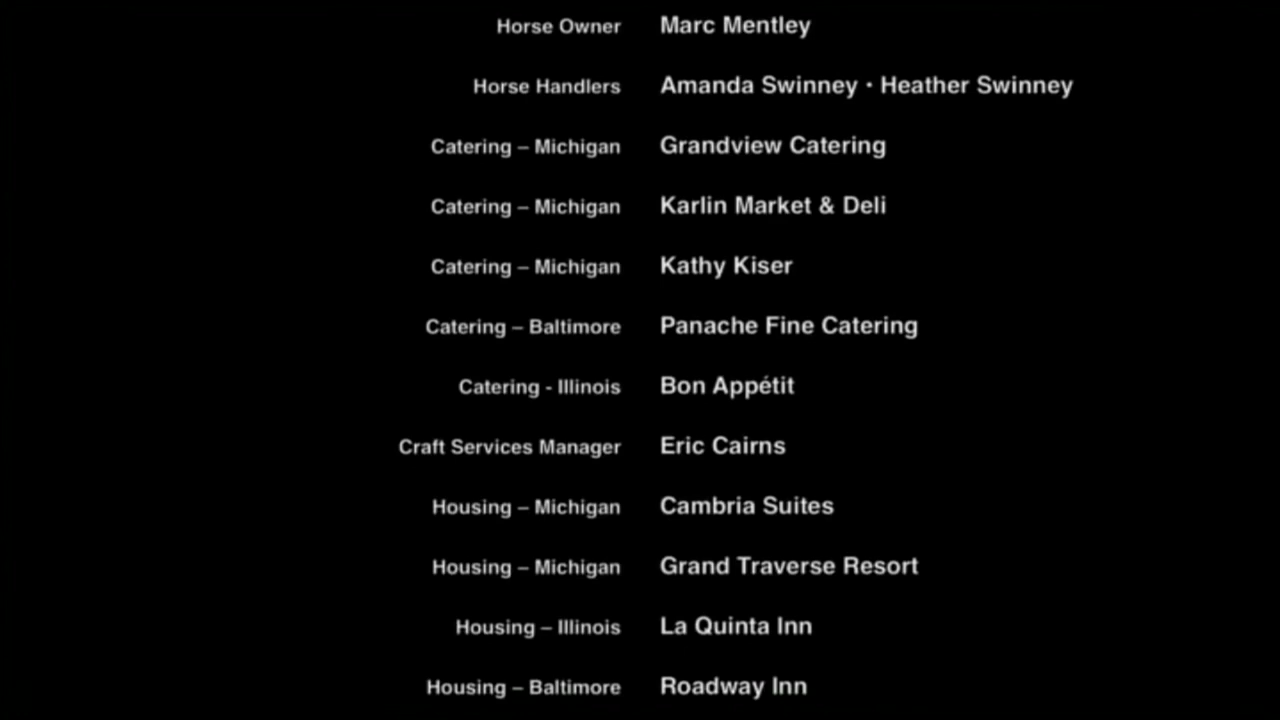 Horse Owner Marc Mentley
Horse Handlers Amanda Swinney • Heather Swinney
Catering – Michigan Grandview Catering
Catering – Michigan Karlin Market & Deli
Catering – Michigan Kathy Kiser
Catering – Baltimore Panache Fine Catering
Catering - Illinois Bon Appétit
Craft Services Manager Eric Cairns
Housing – Michigan Cambria Suites
Housing – Michigan Grand Traverse Resort
Housing – Illinois La Quinta Inn
Housing – Baltimore Roadway Inn